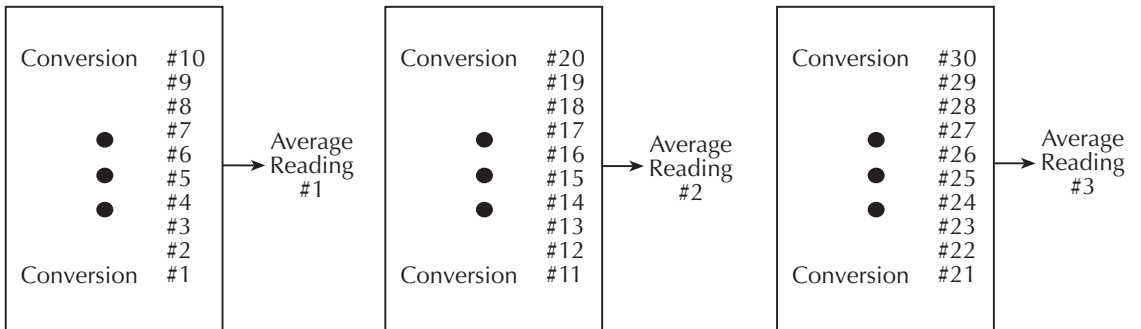 Conversion #10
#9
#8
#7
#6
#5
#4
#3
#2
Conversion #1
Average
Reading
#1
Conversion #20
#19
#18
#17
#16
#15
#14
#13
#12
Conversion #11
Average
Reading
#2
Conversion #30
#29
#28
#27
#26
#25
#24
#23
#22
Conversion #21
Average
Reading
#3